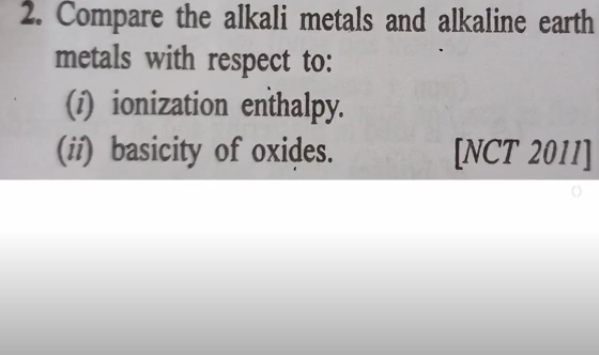 2. Compare the alkali metals and alkaline earth
metals with respect to:
(i) ionization enthalpy.
(ii) basicity of oxides. [NCT 2011]